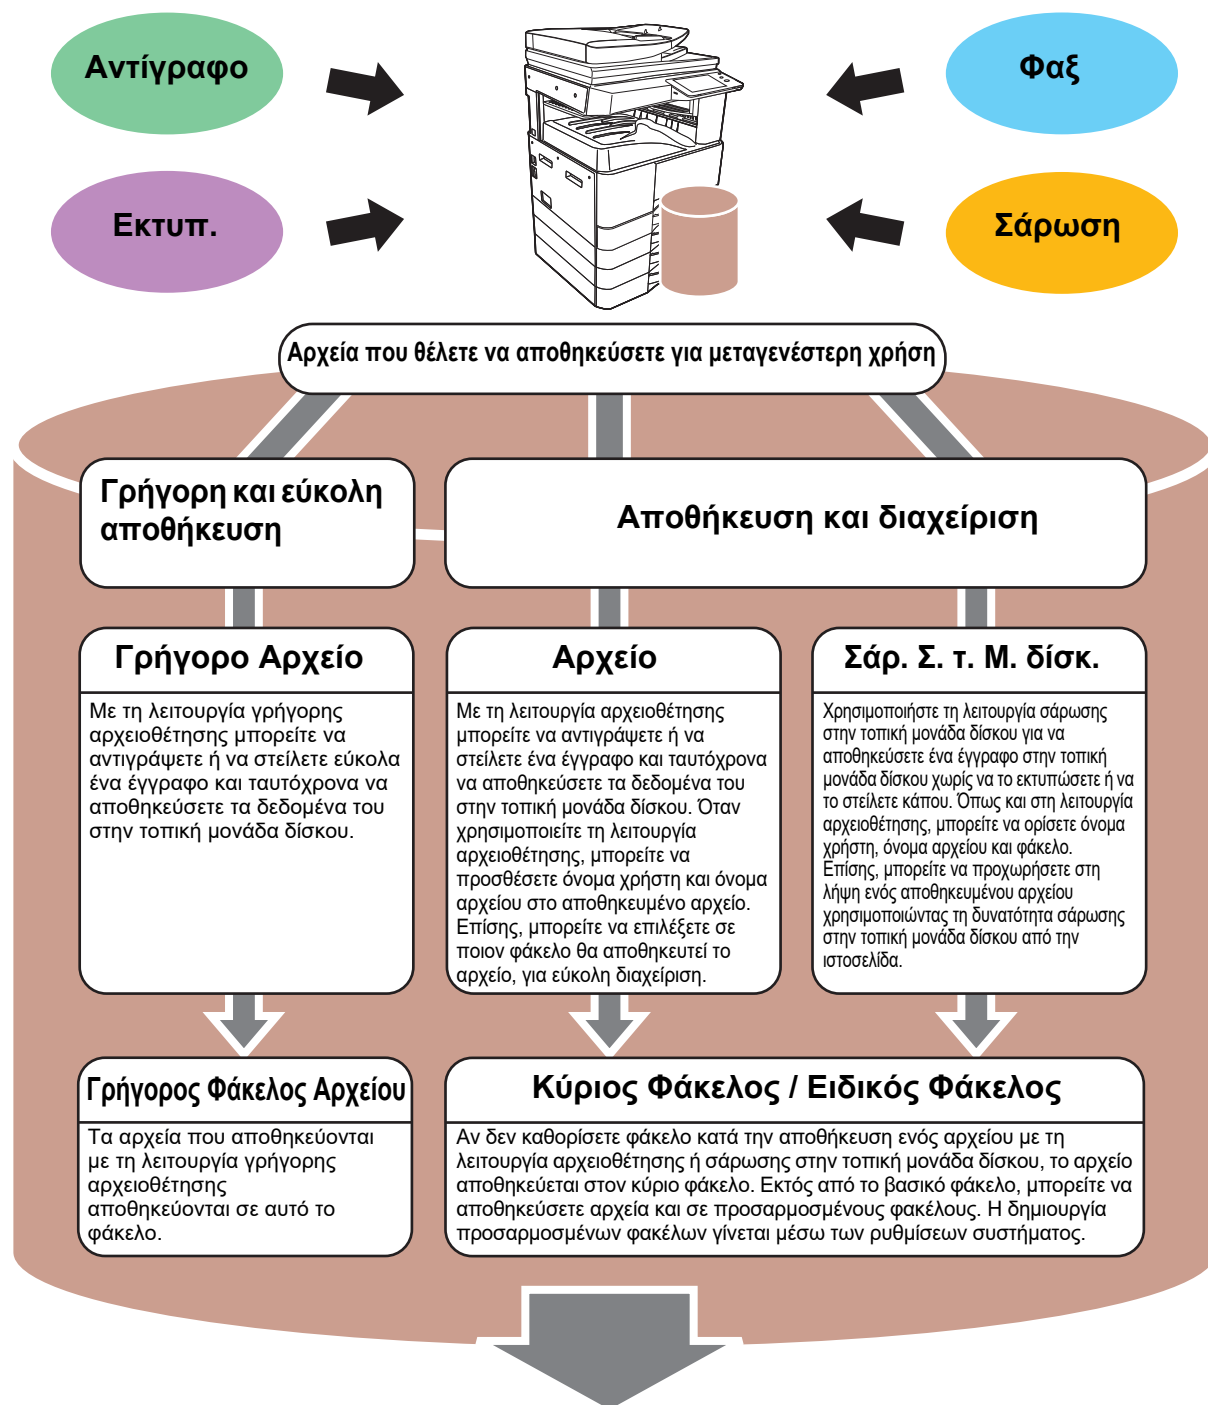 Αντίγραφο
Φαξ
Εκτυπ.
Σάρωση
Αρχεία που θέλετε να αποθηκεύσετε για μεταγενέστερη χρήση
Γρήγορη και εύκολη
αποθήκευση
Αποθήκευση και διαχείριση
Γρήγορο Αρχείο
Με τη λειτουργία γρήγορης
αρχειοθέτησης μπορείτε να
αντιγράψετε ή να στείλετε εύκολα
ένα έγγραφο και ταυτόχρονα να
αποθηκεύσετε τα δεδομένα του
στην τοπική μονάδα δίσκου.
Αρχείο
Με τη λειτουργία αρχειοθέτησης
μπορείτε να αντιγράψετε ή να
στείλετε ένα έγγραφο και ταυτόχρονα
να αποθηκεύσετε τα δεδομένα του
στην τοπική μονάδα δίσκου. Όταν
χρησιμοποιείτε τη λειτουργία
αρχειοθέτησης, μπορείτε να
προσθέσετε όνομα χρήστη και όνομα
αρχείου στο αποθηκευμένο αρχείο.
Επίσης, μπορείτε να επιλέξετε σε
ποιον φάκελο θα αποθηκευτεί το
αρχείο, για εύκολη διαχείριση.
Σάρ. Σ. τ. Μ. δίσκ.
Χρησιμοποιήστε τη λειτουργία σάρωσης
στην τοπική μονάδα δίσκου για να
αποθηκεύσετε ένα έγγραφο στην τοπική
μονάδα δίσκου χωρίς να το εκτυπώσετε ή να
το στείλετε κάπου. Όπως και στη λειτουργία
αρχειοθέτησης, μπορείτε να ορίσετε όνομα
χρήστη, όνομα αρχείου και φάκελο.
Επίσης, μπορείτε να προχωρήσετε στη
λήψη ενός αποθηκευμένου αρχείου
χρησιμοποιώντας τη δυνατότητα σάρωσης
στην τοπική μονάδα δίσκου από την
ιστοσελίδα.
Γρήγορος Φάκελος Αρχείου
Τα αρχεία που αποθηκεύονται
με τη λειτουργία γρήγορης
αρχειοθέτησης
αποθηκεύονται σε αυτό το
φάκελο.
Κύριος Φάκελος / Ειδικός Φάκελος
Αν δεν καθορίσετε φάκελο κατά την αποθήκευση ενός αρχείου με τη
λειτουργία αρχειοθέτησης ή σάρωσης στην τοπική μονάδα δίσκου, το αρχείο
αποθηκεύεται στον κύριο φάκελο. Εκτός από το βασικό φάκελο, μπορείτε να
αποθηκεύσετε αρχεία και σε προσαρμοσμένους φακέλους. Η δημιουργία
προσαρμοσμένων φακέλων γίνεται μέσω των ρυθμίσεων συστήματος.